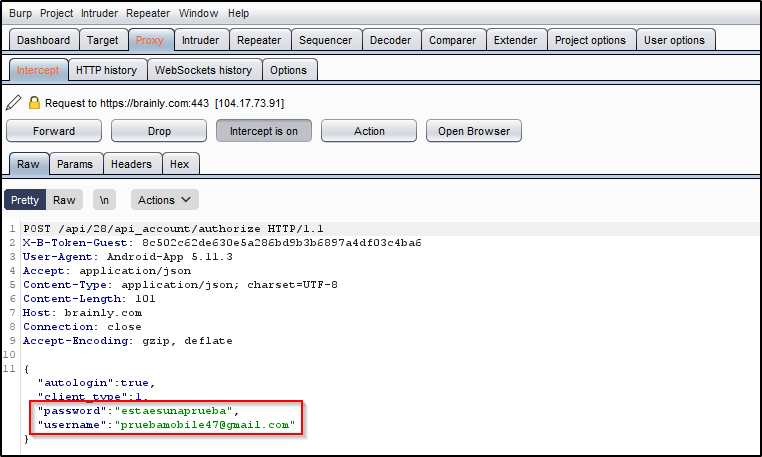 Burp Project Intruder Repeater Window Help
Dashboard Target Proxy Intruder Repeater Sequencer Decoder Comparer Extender Project options User options
Intercept HTTP history WebSockets history Options
Request to https://brainly.com:443 [104.17.73.91]
Forward Drop Intercept is on Action Open Browser
Raw Params Headers Hex
Pretty Raw \n Actions
1 POST /api/28/api_account/authorize HTTP/1.1
2 X-B-Token-Guest: 8c502c62de630e5a286bd9b3b6897a4df03c4ba6
3 User-Agent: Android-App 5.11.3
4 Accept: application/json
5 Content-Type: application/json; charset=UTF-8
6 Content-Length: 101
7 Host: brainly.com
8 Connection: close
9 Accept-Encoding: gzip, deflate
10
11 {
"autologin":true,
"client_type":1,
"password":"estaesunaprueba",
"username":"pruebamobile47@gmail.com"
}